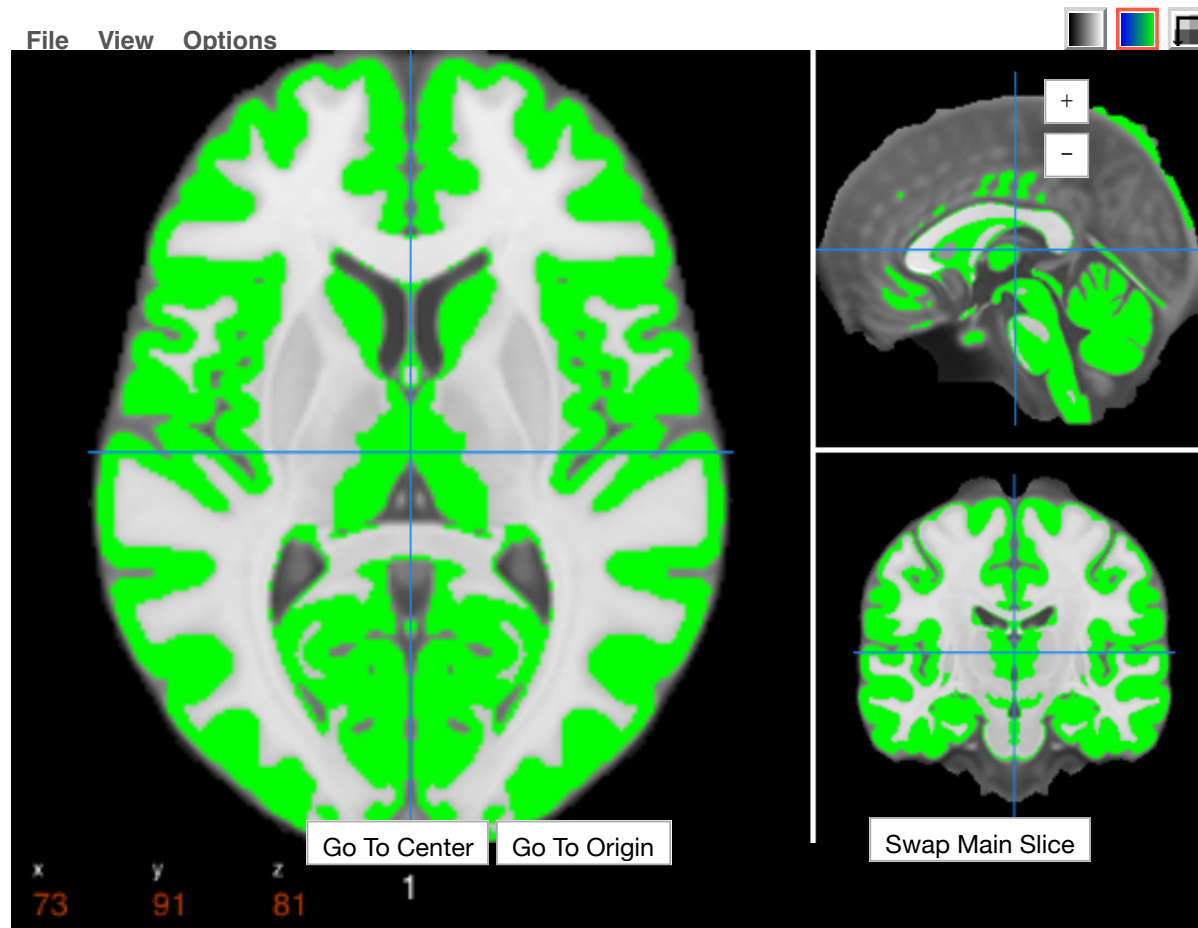 File View Options
+
−
Go To Center Go To Origin
Swap Main Slice
x y z
73 91 81
1